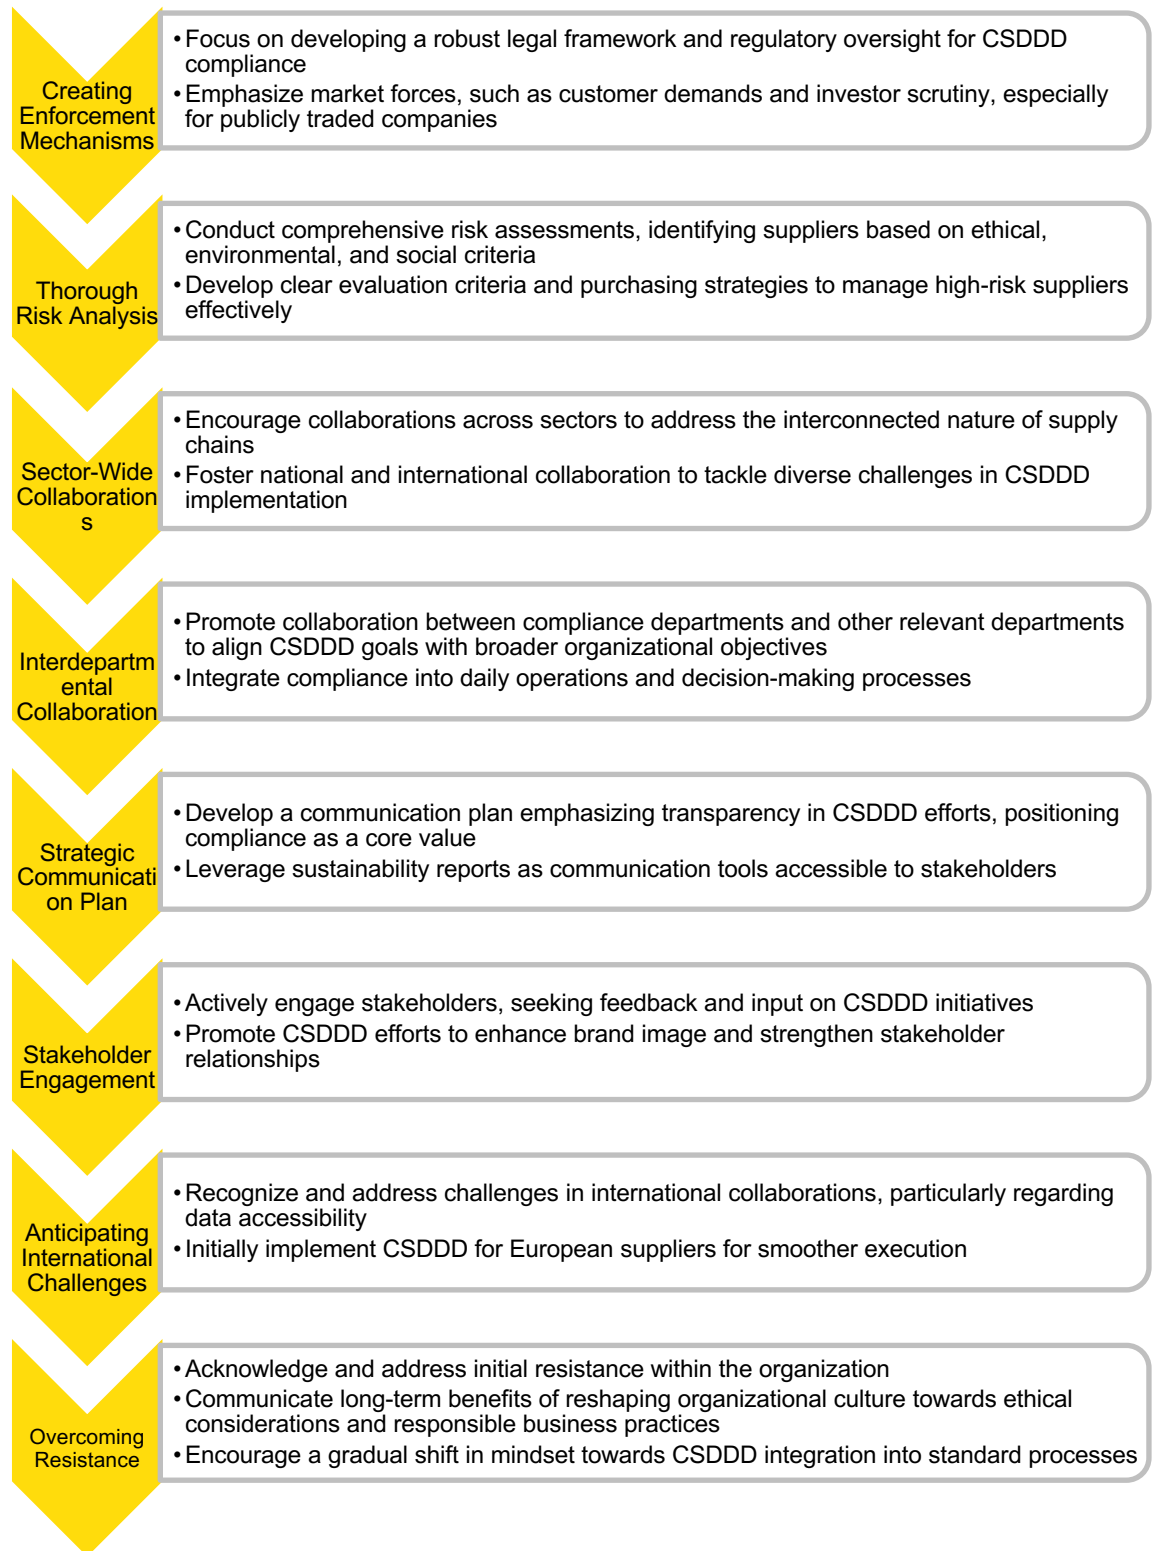 Creating
Enforcement
Mechanisms
• Focus on developing a robust legal framework and regulatory oversight for CSDDD
compliance
• Emphasize market forces, such as customer demands and investor scrutiny, especially
for publicly traded companies
Thorough
Risk Analysis
• Conduct comprehensive risk assessments, identifying suppliers based on ethical,
environmental, and social criteria
• Develop clear evaluation criteria and purchasing strategies to manage high-risk suppliers
effectively
Sector-Wide
Collaboration
s
• Encourage collaborations across sectors to address the interconnected nature of supply
chains
• Foster national and international collaboration to tackle diverse challenges in CSDDD
implementation
Interdepartm
ental
Collaboration
• Promote collaboration between compliance departments and other relevant departments
to align CSDDD goals with broader organizational objectives
• Integrate compliance into daily operations and decision-making processes
Strategic
Communicati
on Plan
• Develop a communication plan emphasizing transparency in CSDDD efforts, positioning
compliance as a core value
• Leverage sustainability reports as communication tools accessible to stakeholders
Stakeholder
Engagement
• Actively engage stakeholders, seeking feedback and input on CSDDD initiatives
• Promote CSDDD efforts to enhance brand image and strengthen stakeholder
relationships
Anticipating
International
Challenges
• Recognize and address challenges in international collaborations, particularly regarding
data accessibility
• Initially implement CSDDD for European suppliers for smoother execution
Overcoming
Resistance
• Acknowledge and address initial resistance within the organization
• Communicate long-term benefits of reshaping organizational culture towards ethical
considerations and responsible business practices
• Encourage a gradual shift in mindset towards CSDDD integration into standard processes